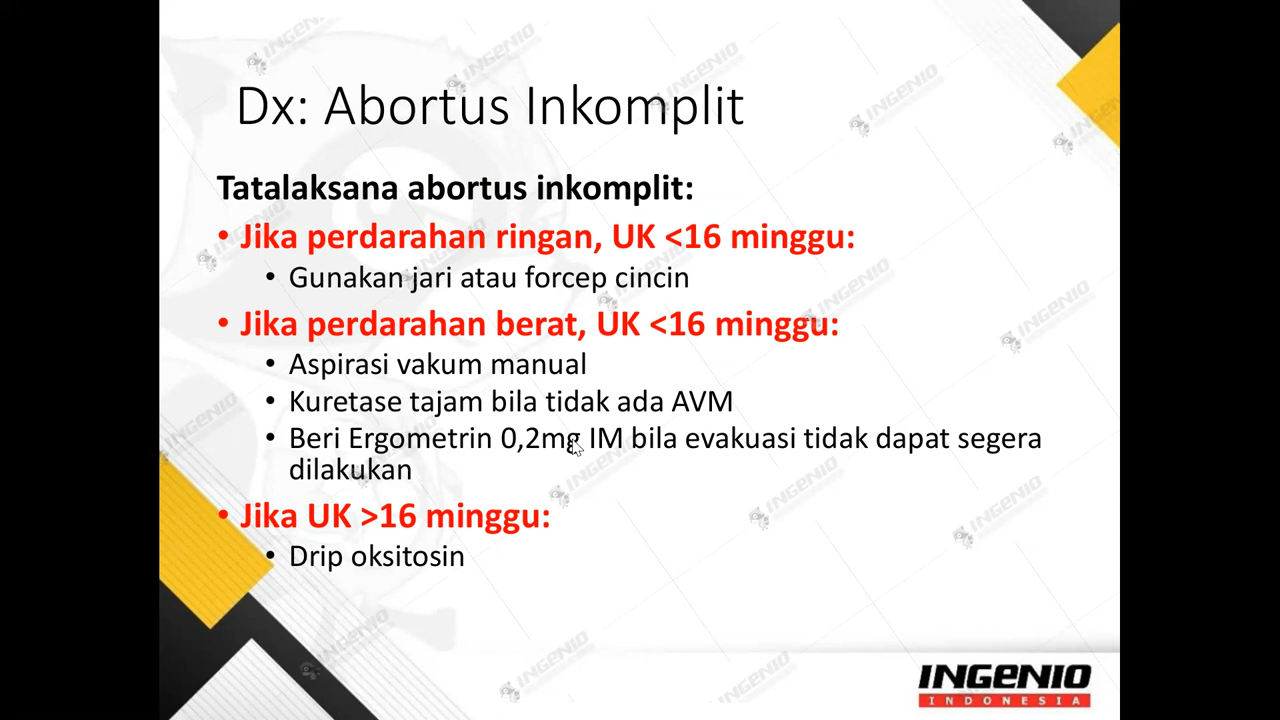 Dx: Abortus Inkomplit
Tatalaksana abortus inkomplit:
• Jika perdarahan ringan, UK <16 minggu:
• Gunakan jari atau forcep cincin
• Jika perdarahan berat, UK <16 minggu:
• Aspirasi vakum manual
• Kuretase tajam bila tidak ada AVM
• Beri Ergometrin 0,2mg IM bila evakuasi tidak dapat segera
dilakukan
• Jika UK >16 minggu:
• Drip oksitosin
INGENIO
INDONESIA